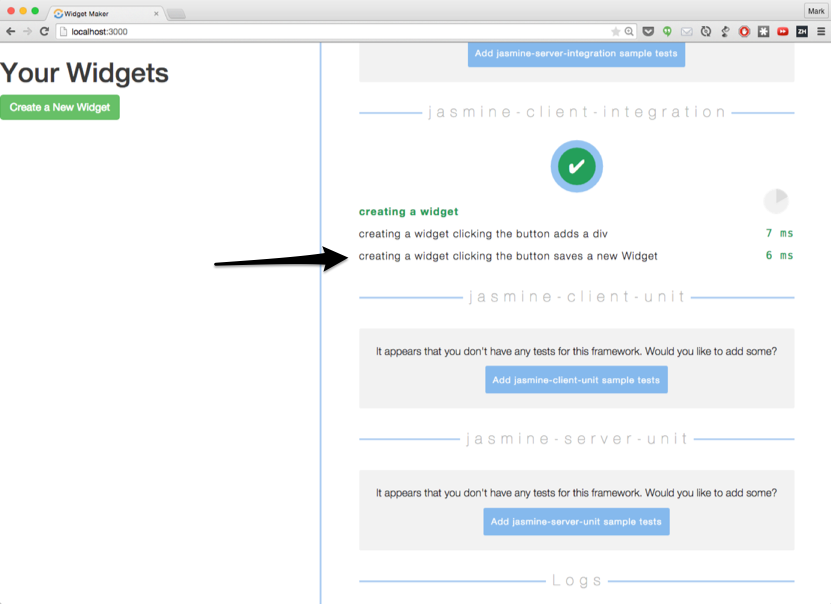 Widget Maker
Mark
localhost:3000
ZH
Your Widgets
Create a New Widget
Add jasmine-server-integration sample tests
jasmine-client-integration
creating a widget
creating a widget clicking the button adds a div
7 ms
creating a widget clicking the button saves a new Widget
6 ms
jasmine-client-unit
It appears that you don't have any tests for this framework. Would you like to add some?
Add jasmine-client-unit sample tests
jasmine-server-unit
It appears that you don't have any tests for this framework. Would you like to add some?
Add jasmine-server-unit sample tests
Logs